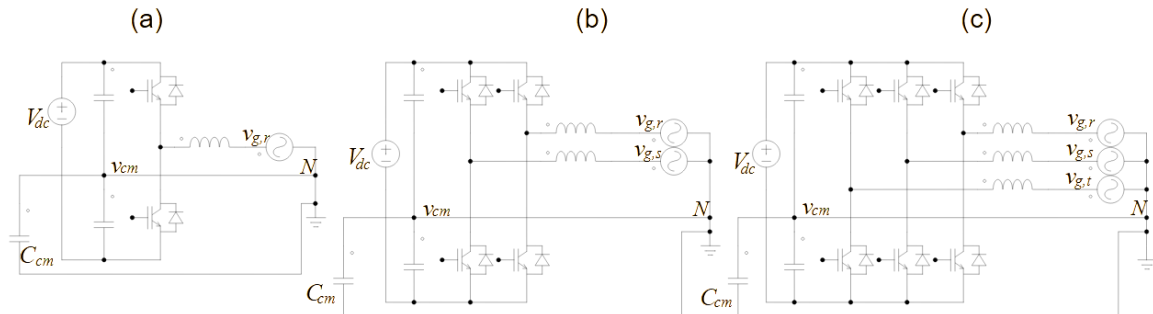 (a)
(b)
(c)
V_dc
v_g,r
v_cm
N
C_cm
V_dc
v_g,r
v_g,s
v_cm
N
C_cm
V_dc
v_g,r
v_g,s
v_g,t
v_cm
N
C_cm